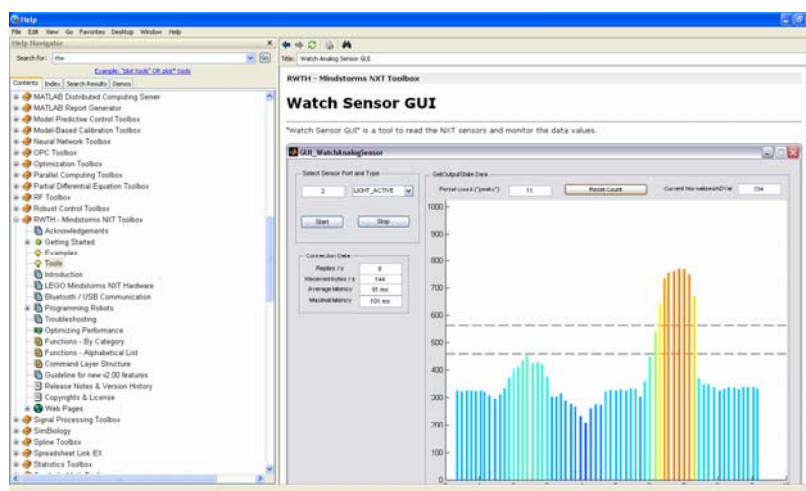 Help
File Edit View Go Favorites Desktop Window Help
Help Navigator
Search for: rbw Go
Example: "plot tools" OR plot* tools
Contents Index Search Results Demos
MATLAB Distributed Computing Server
MATLAB Report Generator
Model Predictive Control Toolbox
Model-Based Calibration Toolbox
Neural Network Toolbox
OPC Toolbox
Optimization Toolbox
Parallel Computing Toolbox
Partial Differential Equation Toolbox
RF Toolbox
Robust Control Toolbox
RWTH - Mindstorms NXT Toolbox
Acknowledgements
Getting Started
Examples
Tools
Introduction
LEGO Mindstorms NXT Hardware
Bluetooth / USB Communication
Programming Robots
Troubleshooting
Optimizing Performance
Functions - By Category
Functions - Alphabetical List
Command Layer Structure
Guideline for new v2.00 features
Release Notes & Version History
Copyrights & License
Web Pages
Signal Processing Toolbox
SimBiology
Spline Toolbox
Spreadsheet Link EX
Statistics Toolbox
Title: Watch Analog Sensor GUI
RWTH - Mindstorms NXT Toolbox
Watch Sensor GUI
"Watch Sensor GUI" is a tool to read the NXT sensors and monitor the data values.
GUI_WatchAnalogSensor
Select Sensor Port and Type
2 LIGHT_ACTIVE
Start Stop
Connection Data
Replies / s 8
Received bytes / s 144
Average latency 91 ms
Maximal latency 101 ms
GetOutputState Data
Period count ("peaks") 11 Reset Count Current NormalizedADVal 334
1000
900
800
700
600
500
400
300
200
100
0